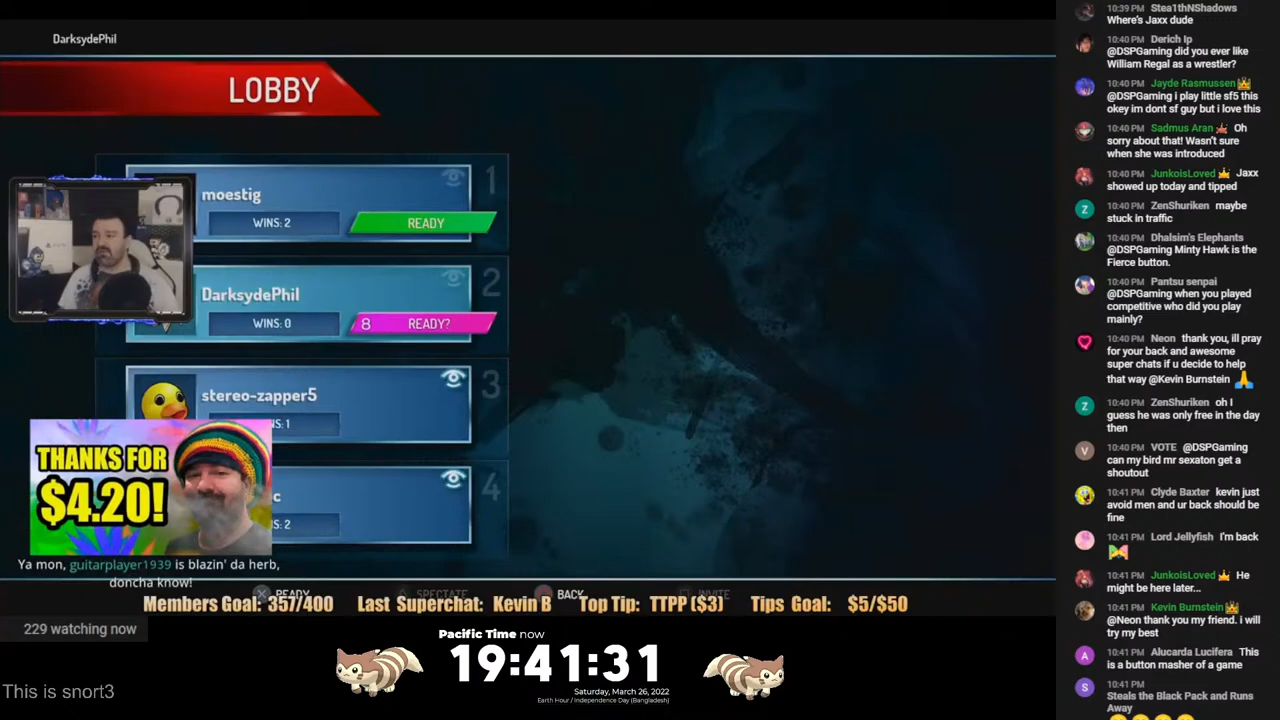 DarksydePhil
LOBBY
moestig
WINS: 2
READY
1
DarksydePhil
WINS: 0
8 READY?
2
stereo-zapper5
S: 1
3
c
S: 2
4
THANKS FOR
$4.20!
Ya mon, guitarplayer1939 is blazin' da herb,
doncha know!
READY
SPECTATE
BACK
INVITE
Members Goal: 357/400
Last Superchat: Kevin B
Top Tip: TTPP ($3)
Tips Goal: $5/$50
229 watching now
Pacific Time now
19:41:31
Saturday, March 26, 2022
Earth Hour / Independence Day (Bangladesh)
This is snort3
10:39 PM Stea1thNShadows
Where's Jaxx dude
10:40 PM Derich Ip
@DSPGaming did you ever like
William Regal as a wrestler?
10:40 PM Jayde Rasmussen
@DSPGaming i play little sf5 this
okey im dont sf guy but i love this
10:40 PM Sadmus Aran Oh
sorry about that! Wasn't sure
when she was introduced
10:40 PM JunkoisLoved Jaxx
showed up today and tipped
10:40 PM ZenShuriken maybe
stuck in traffic
10:40 PM Dhalsim's Elephants
@DSPGaming Minty Hawk is the
Fierce button.
10:40 PM Pantsu senpai
@DSPGaming when you played
competitive who did you play
mainly?
10:40 PM Neon thank you, ill pray
for your back and awesome
super chats if u decide to help
that way @Kevin Burnstein 🙏
10:40 PM ZenShuriken oh I
guess he was only free in the day
then
10:40 PM VOTE @DSPGaming
can my bird mr sexaton get a
shoutout
10:41 PM Clyde Baxter kevin just
avoid men and ur back should be
fine
10:41 PM Lord Jellyfish I'm back
10:41 PM JunkoisLoved He
might be here later...
10:41 PM Kevin Burnstein
@Neon thank you my friend. i will
try my best
10:41 PM Alucarda Lucifera This
is a button masher of a game
10:41 PM
Steals the Black Pack and Runs
Away